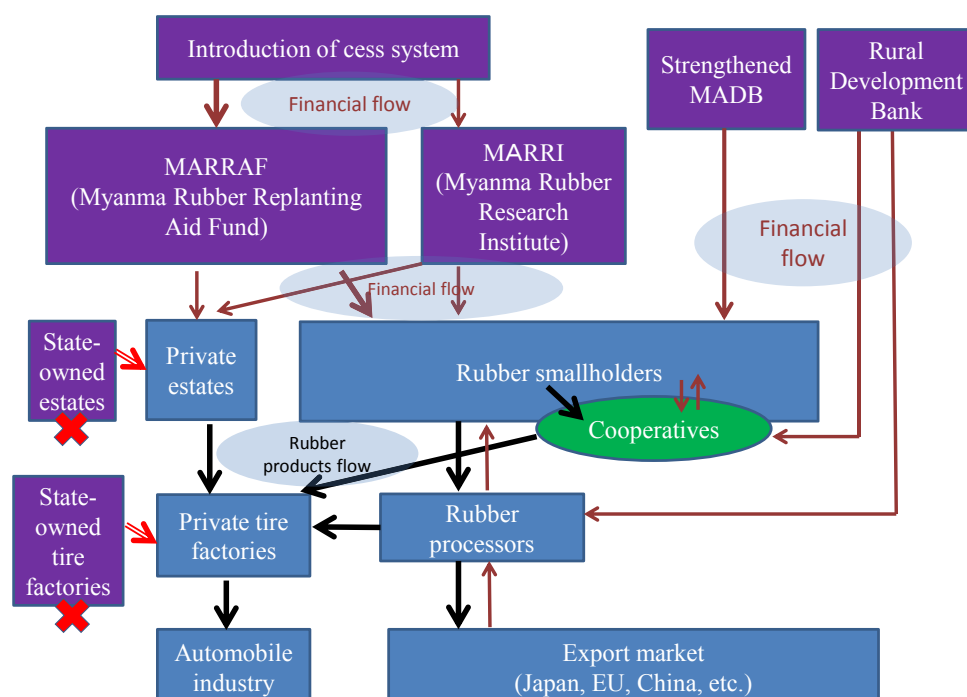 Introduction of cess system
Strengthened
MADB
Rural
Development
Bank
Financial flow
MARRAF
(Myanma Rubber Replanting
Aid Fund)
MARRI
(Myanma Rubber
Research
Institute)
Financial
flow
Financial flow
State-
owned
estates
Private
estates
Rubber smallholders
Cooperatives
Rubber
products flow
State-
owned
tire
factories
Private tire
factories
Rubber
processors
Automobile
industry
Export market
(Japan, EU, China, etc.)